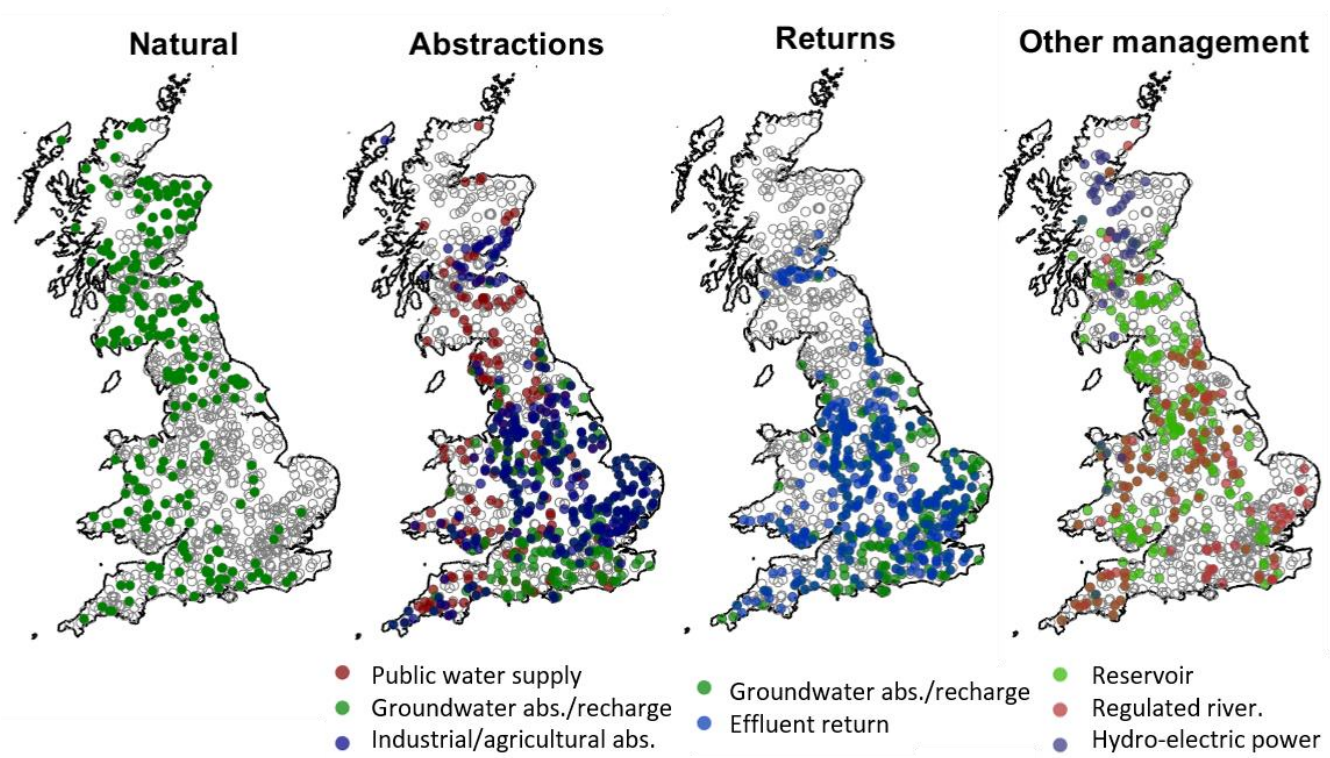 Natural
Abstractions
Returns
Other management
Public water supply
Groundwater abs./recharge
Industrial/agricultural abs.
Groundwater abs./recharge
Effluent return
Reservoir
Regulated river.
Hydro-electric power